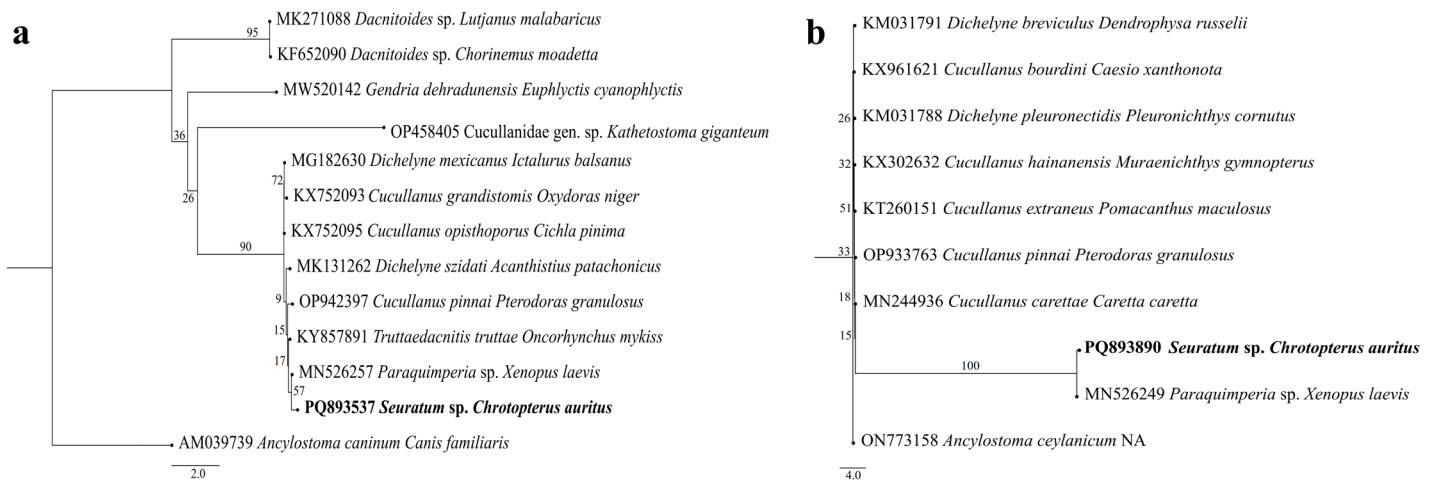 a
MK271088 Dacnitoides sp. Lutjanus malabaricus
95
KF652090 Dacnitoides sp. Chorinemus moadetta
MW520142 Gendria dehradunensis Euphlyctis cyanophlyctis
36
OP458405 Cucullanidae gen. sp. Kathetostoma giganteum
MG182630 Dichelyne mexicanus Ictalurus balsanus
72
KX752093 Cucullanus grandistomis Oxydoras niger
26
KX752095 Cucullanus opisthoporus Cichla pinima
90
MK131262 Dichelyne szidati Acanthistius patachonicus
9
OP942397 Cucullanus pinnai Pterodoras granulosus
15
KY857891 Truttaedacnitis truttae Oncorhynchus mykiss
17
MN526257 Paraquimperia sp. Xenopus laevis
57
PQ893537 Seuratum sp. Chrotopterus auritus
AM039739 Ancylostoma caninum Canis familiaris
2.0
b
KM031791 Dichelyne breviculus Dendrophysa russelii
KX961621 Cucullanus bourdini Caesio xanthonota
26
KM031788 Dichelyne pleuronectidis Pleuronichthys cornutus
32
KX302632 Cucullanus hainanensis Muraenichthys gymnopterus
51
KT260151 Cucullanus extraneus Pomacanthus maculosus
33
OP933763 Cucullanus pinnai Pterodoras granulosus
18
MN244936 Cucullanus carettae Caretta caretta
15
PQ893890 Seuratum sp. Chrotopterus auritus
100
MN526249 Paraquimperia sp. Xenopus laevis
ON773158 Ancylostoma ceylanicum NA
4.0